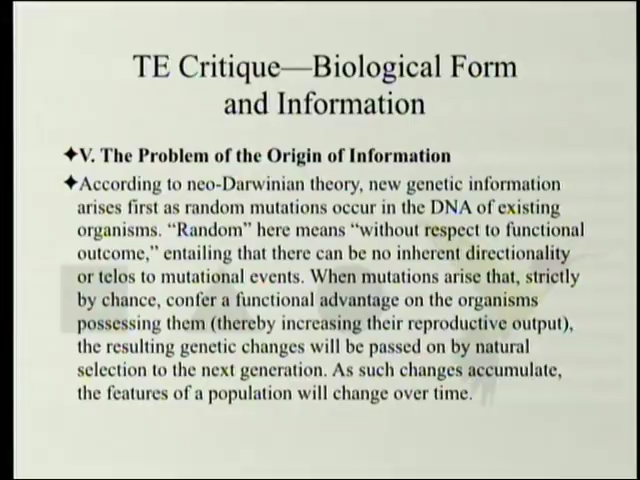 TE Critique—Biological Form
and Information
✦V. The Problem of the Origin of Information
✦According to neo-Darwinian theory, new genetic information
arises first as random mutations occur in the DNA of existing
organisms. “Random” here means “without respect to functional
outcome,” entailing that there can be no inherent directionality
or telos to mutational events. When mutations arise that, strictly
by chance, confer a functional advantage on the organisms
possessing them (thereby increasing their reproductive output),
the resulting genetic changes will be passed on by natural
selection to the next generation. As such changes accumulate,
the features of a population will change over time.